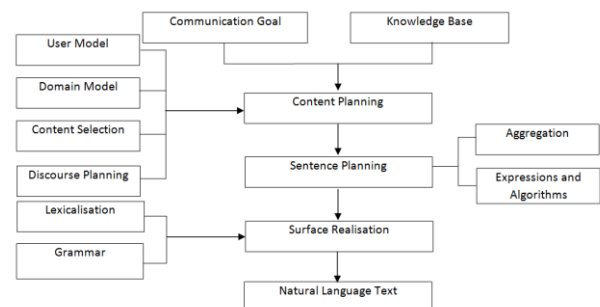 Communication Goal
Knowledge Base
User Model
Domain Model
Content Planning
Content Selection
Aggregation
Sentence Planning
Discourse Planning
Expressions and
Algorithms
Lexicalisation
Surface Realisation
Grammar
Natural Language Text